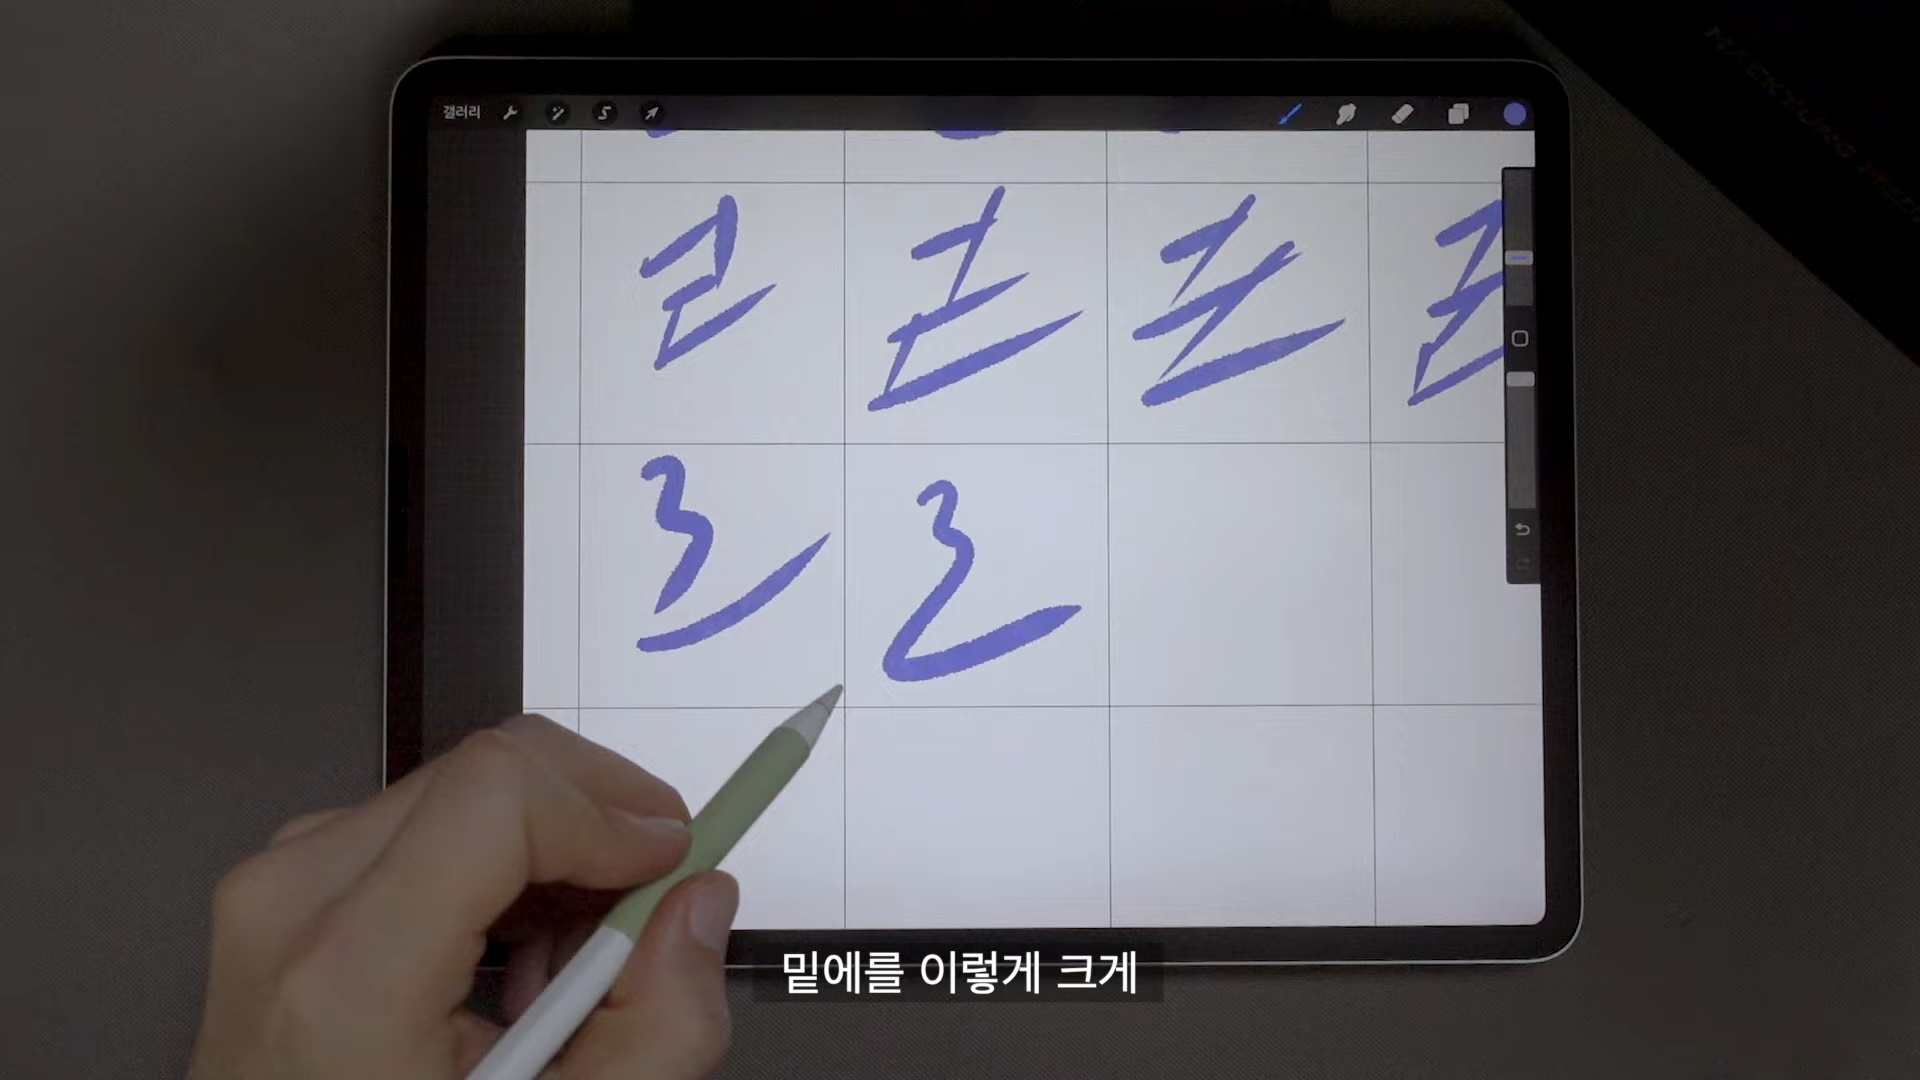 갤러리
ㄹ ㄹ ㄹ ㄹ
ㄹ ㄹ
밑에를 이렇게 크게